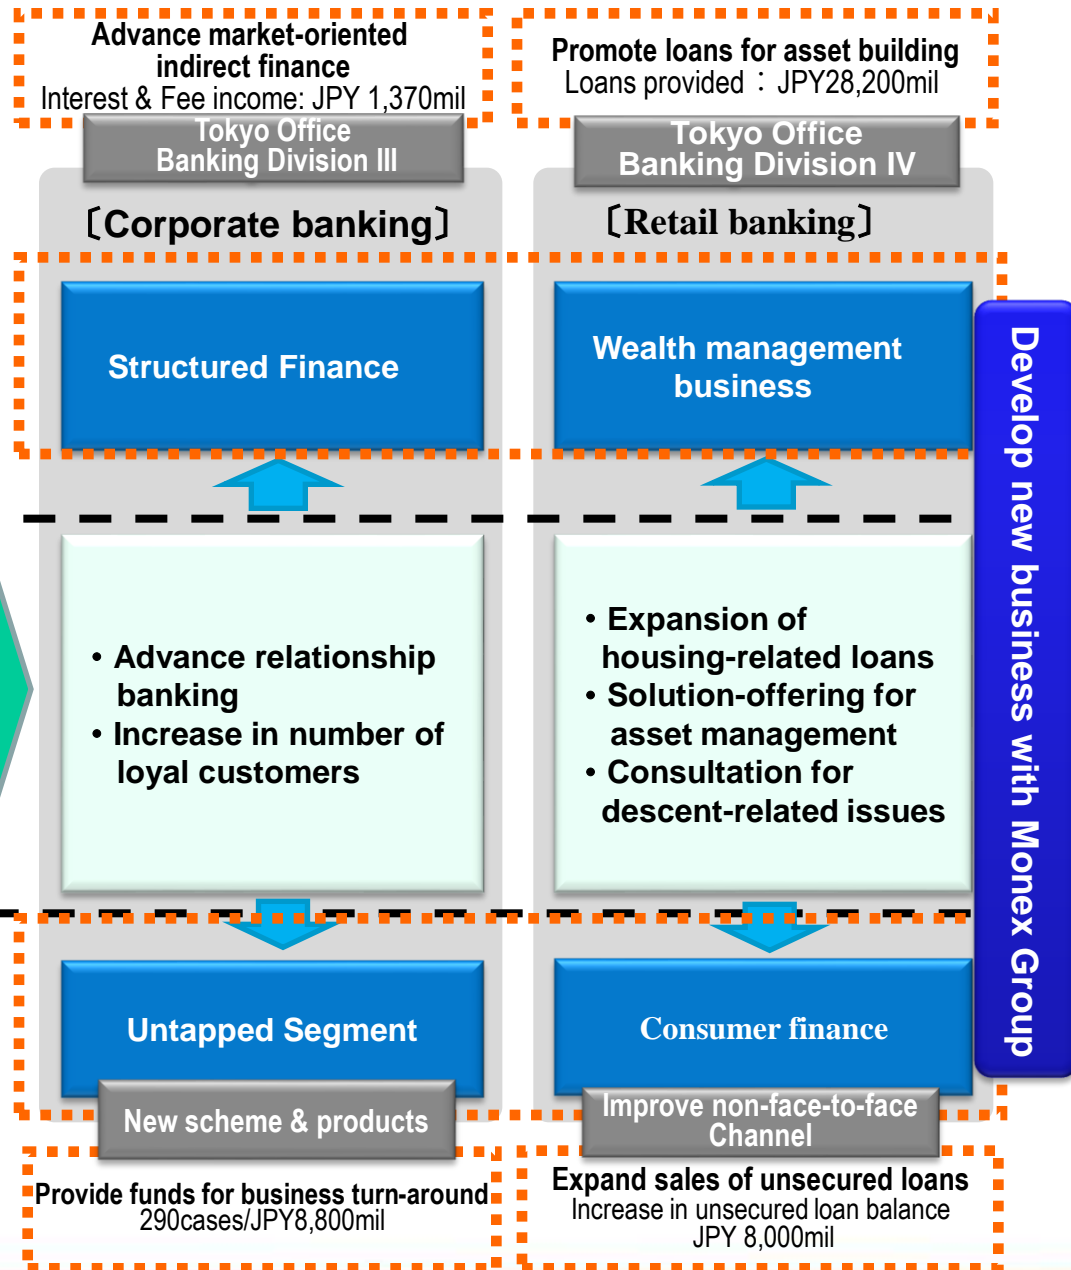 Advance market-oriented
indirect finance
Interest & Fee income: JPY 1,370mil
Tokyo Office
Banking Division III
〔Corporate banking〕
Structured Finance
・Advance relationship
banking
・Increase in number of
loyal customers
Untapped Segment
New scheme & products
Provide funds for business turn-around
290cases/JPY8,800mil
Promote loans for asset building
Loans provided：JPY28,200mil
Tokyo Office
Banking Division IV
〔Retail banking〕
Wealth management
business
・Expansion of
housing-related loans
・Solution-offering for
asset management
・Consultation for
descent-related issues
Consumer finance
Improve non-face-to-face
Channel
Expand sales of unsecured loans
Increase in unsecured loan balance
JPY 8,000mil
Develop new business with Monex Group